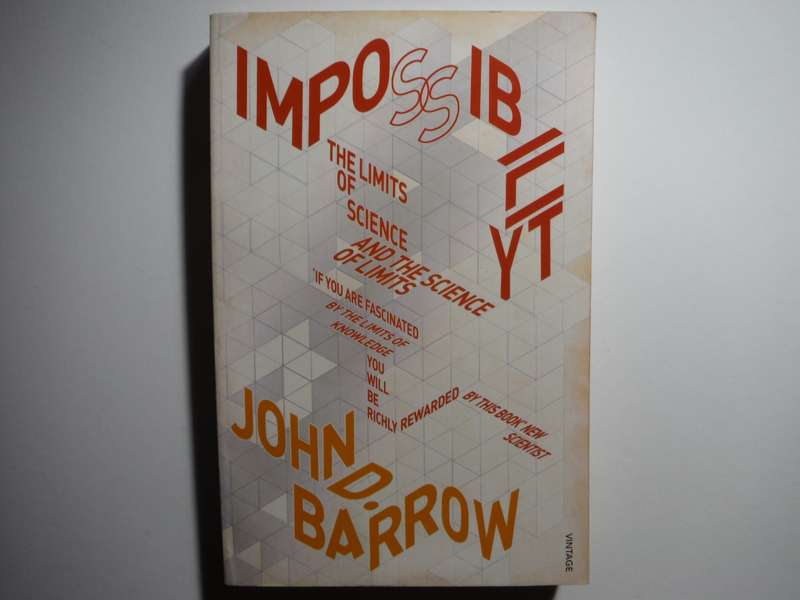 IMPOSSIBILITY
THE LIMITS
OF
SCIENCE
AND THE SCIENCE
OF LIMITS
'IF YOU ARE FASCINATED
BY THE LIMITS OF
KNOWLEDGE
YOU
WILL
BE
RICHLY REWARDED
BY THIS BOOK' NEW
SCIENTIST
JOHN
D.
BARROW
VINTAGE